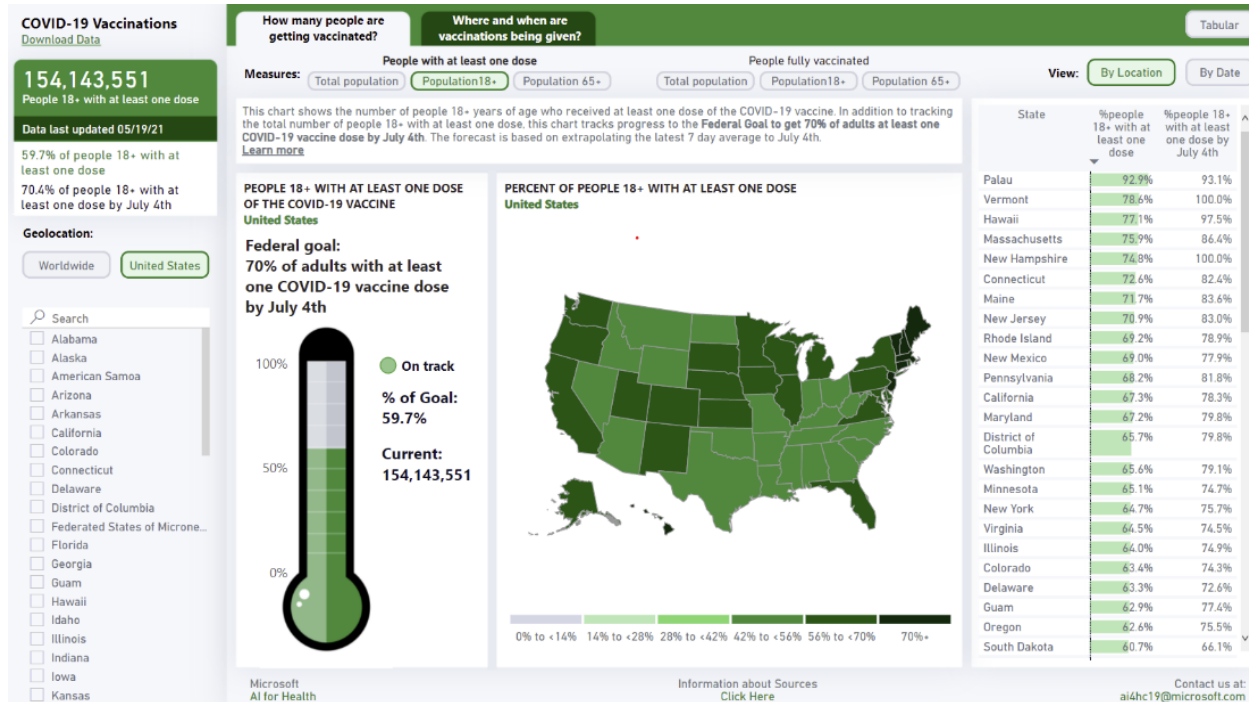 COVID-19 Vaccinations
Download Data
How many people are
getting vaccinated?
Where and when are
vaccinations being given?
Tabular
154,143,551
People 18+ with at least one dose
Data last updated 05/19/21
59.7% of people 18+ with at
least one dose
70.4% of people 18+ with at
least one dose by July 4th
Geolocation:
Worldwide
United States
Search
Alabama
Alaska
American Samoa
Arizona
Arkansas
California
Colorado
Connecticut
Delaware
District of Columbia
Federated States of Microne...
Florida
Georgia
Guam
Hawaii
Idaho
Illinois
Indiana
Iowa
Kansas
Measures:
People with at least one dose
Total population
Population18+
Population 65+
People fully vaccinated
Total population
Population18+
Population 65+
View:
By Location
By Date
This chart shows the number of people 18+ years of age who received at least one dose of the COVID-19 vaccine. In addition to tracking
the total number of people 18+ with at least one dose, this chart tracks progress to the Federal Goal to get 70% of adults at least one
COVID-19 vaccine dose by July 4th. The forecast is based on extrapolating the latest 7 day average to July 4th.
Learn more
PEOPLE 18+ WITH AT LEAST ONE DOSE
OF THE COVID-19 VACCINE
United States
Federal goal:
70% of adults with at least
one COVID-19 vaccine dose
by July 4th
100%
50%
0%
On track
% of Goal:
59.7%
Current:
154,143,551
PERCENT OF PEOPLE 18+ WITH AT LEAST ONE DOSE
United States
0% to <14% 14% to <28% 28% to <42% 42% to <56% 56% to <70% 70%+
State
%people
18+ with at
least one
dose
%people 18+
with at least
one dose by
July 4th
Palau 92.9% 93.1%
Vermont 78.6% 100.0%
Hawaii 77.1% 97.5%
Massachusetts 75.9% 86.4%
New Hampshire 74.8% 100.0%
Connecticut 72.6% 82.4%
Maine 71.7% 83.6%
New Jersey 70.9% 83.0%
Rhode Island 69.2% 78.9%
New Mexico 69.0% 77.9%
Pennsylvania 68.2% 81.8%
California 67.3% 78.3%
Maryland 67.2% 79.8%
District of
Columbia 65.7% 79.8%
Washington 65.6% 79.1%
Minnesota 65.1% 74.7%
New York 64.7% 75.7%
Virginia 64.5% 74.5%
Illinois 64.0% 74.9%
Colorado 63.4% 74.3%
Delaware 63.3% 72.6%
Guam 62.9% 77.4%
Oregon 62.6% 75.5%
South Dakota 60.7% 66.1%
Microsoft
AI for Health
Information about Sources
Click Here
Contact us at:
ai4hc19@microsoft.com